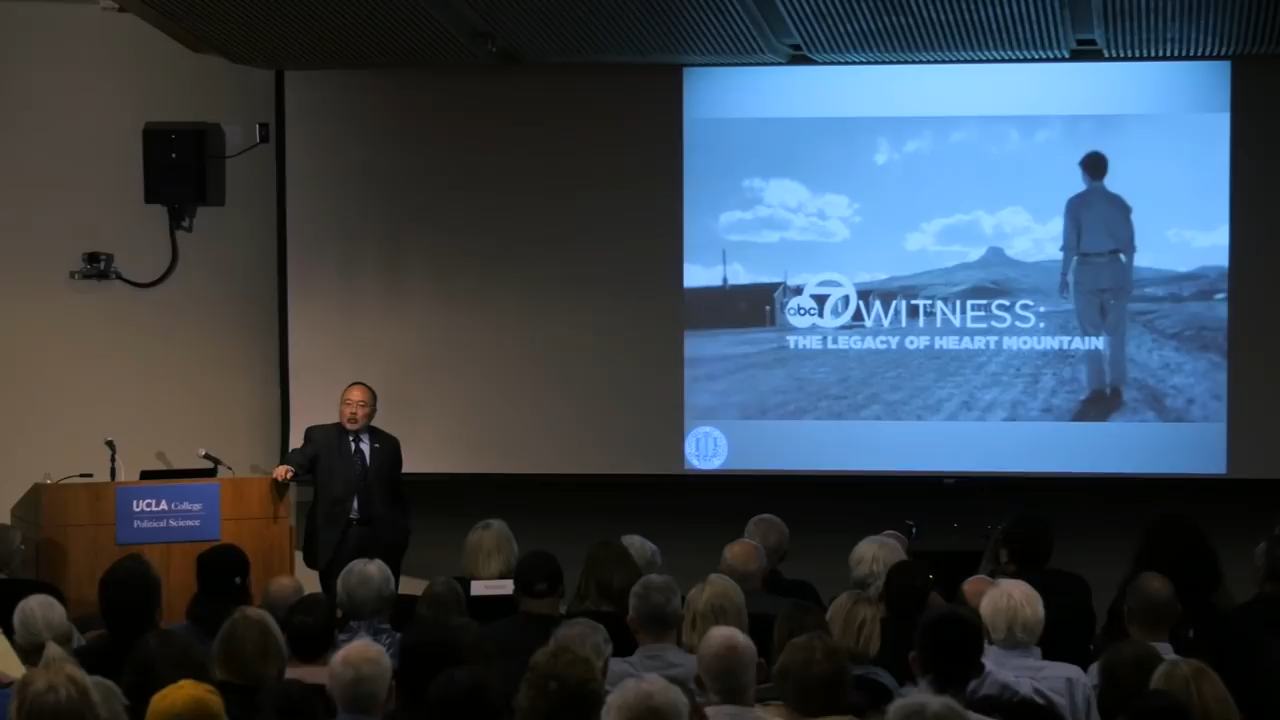 abc 7 WITNESS:
THE LEGACY OF HEART MOUNTAIN
UCLA College
Political Science